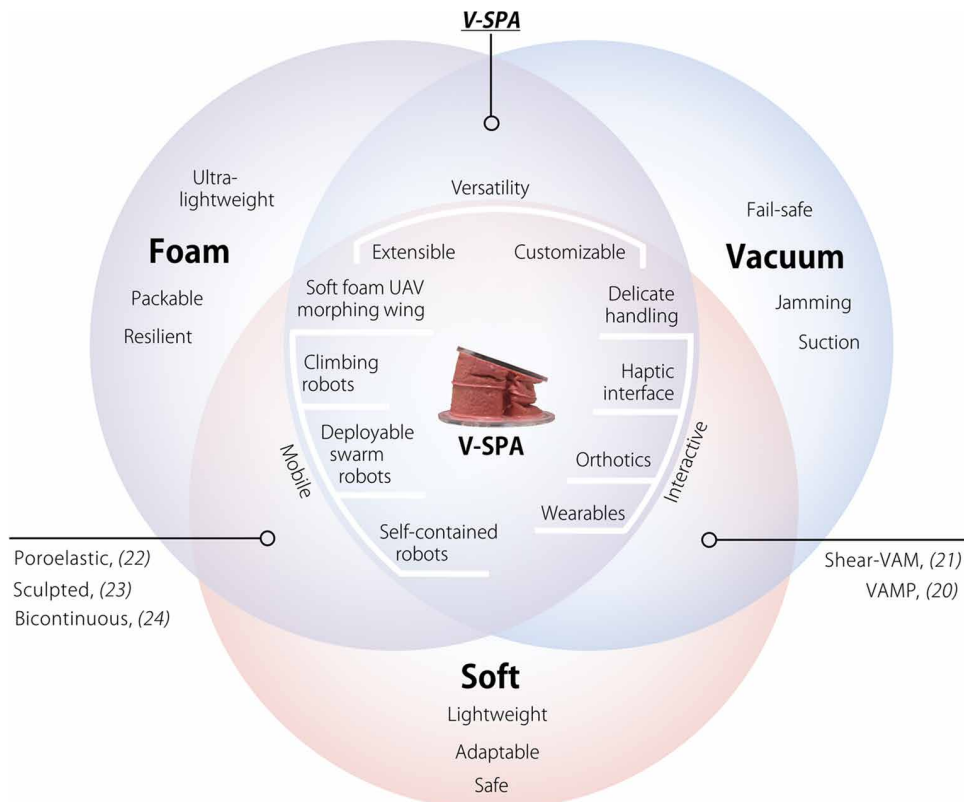 V-SPA
Ultra-
lightweight
Foam
Packable
Resilient
Versatility
Extensible
Customizable
Fail-safe
Vacuum
Jamming
Suction
Soft foam UAV
morphing wing
Climbing
robots
Deployable
swarm
robots
Self-contained
robots
Mobile
V-SPA
Delicate
handling
Haptic
interface
Orthotics
Wearables
Interactive
Poroelastic, (22)
Sculpted, (23)
Bicontinuous, (24)
Shear-VAM, (21)
VAMP, (20)
Soft
Lightweight
Adaptable
Safe